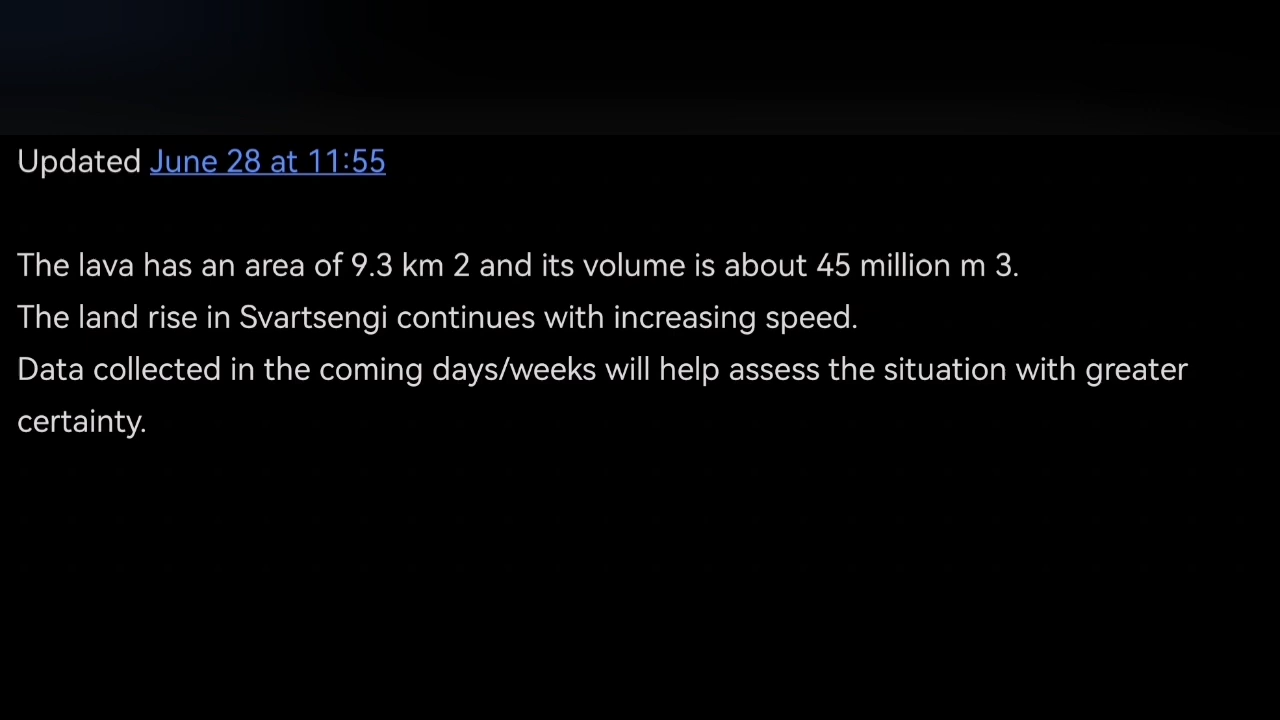 Updated June 28 at 11:55
The lava has an area of 9.3 km 2 and its volume is about 45 million m 3.
The land rise in Svartsengi continues with increasing speed.
Data collected in the coming days/weeks will help assess the situation with greater
certainty.